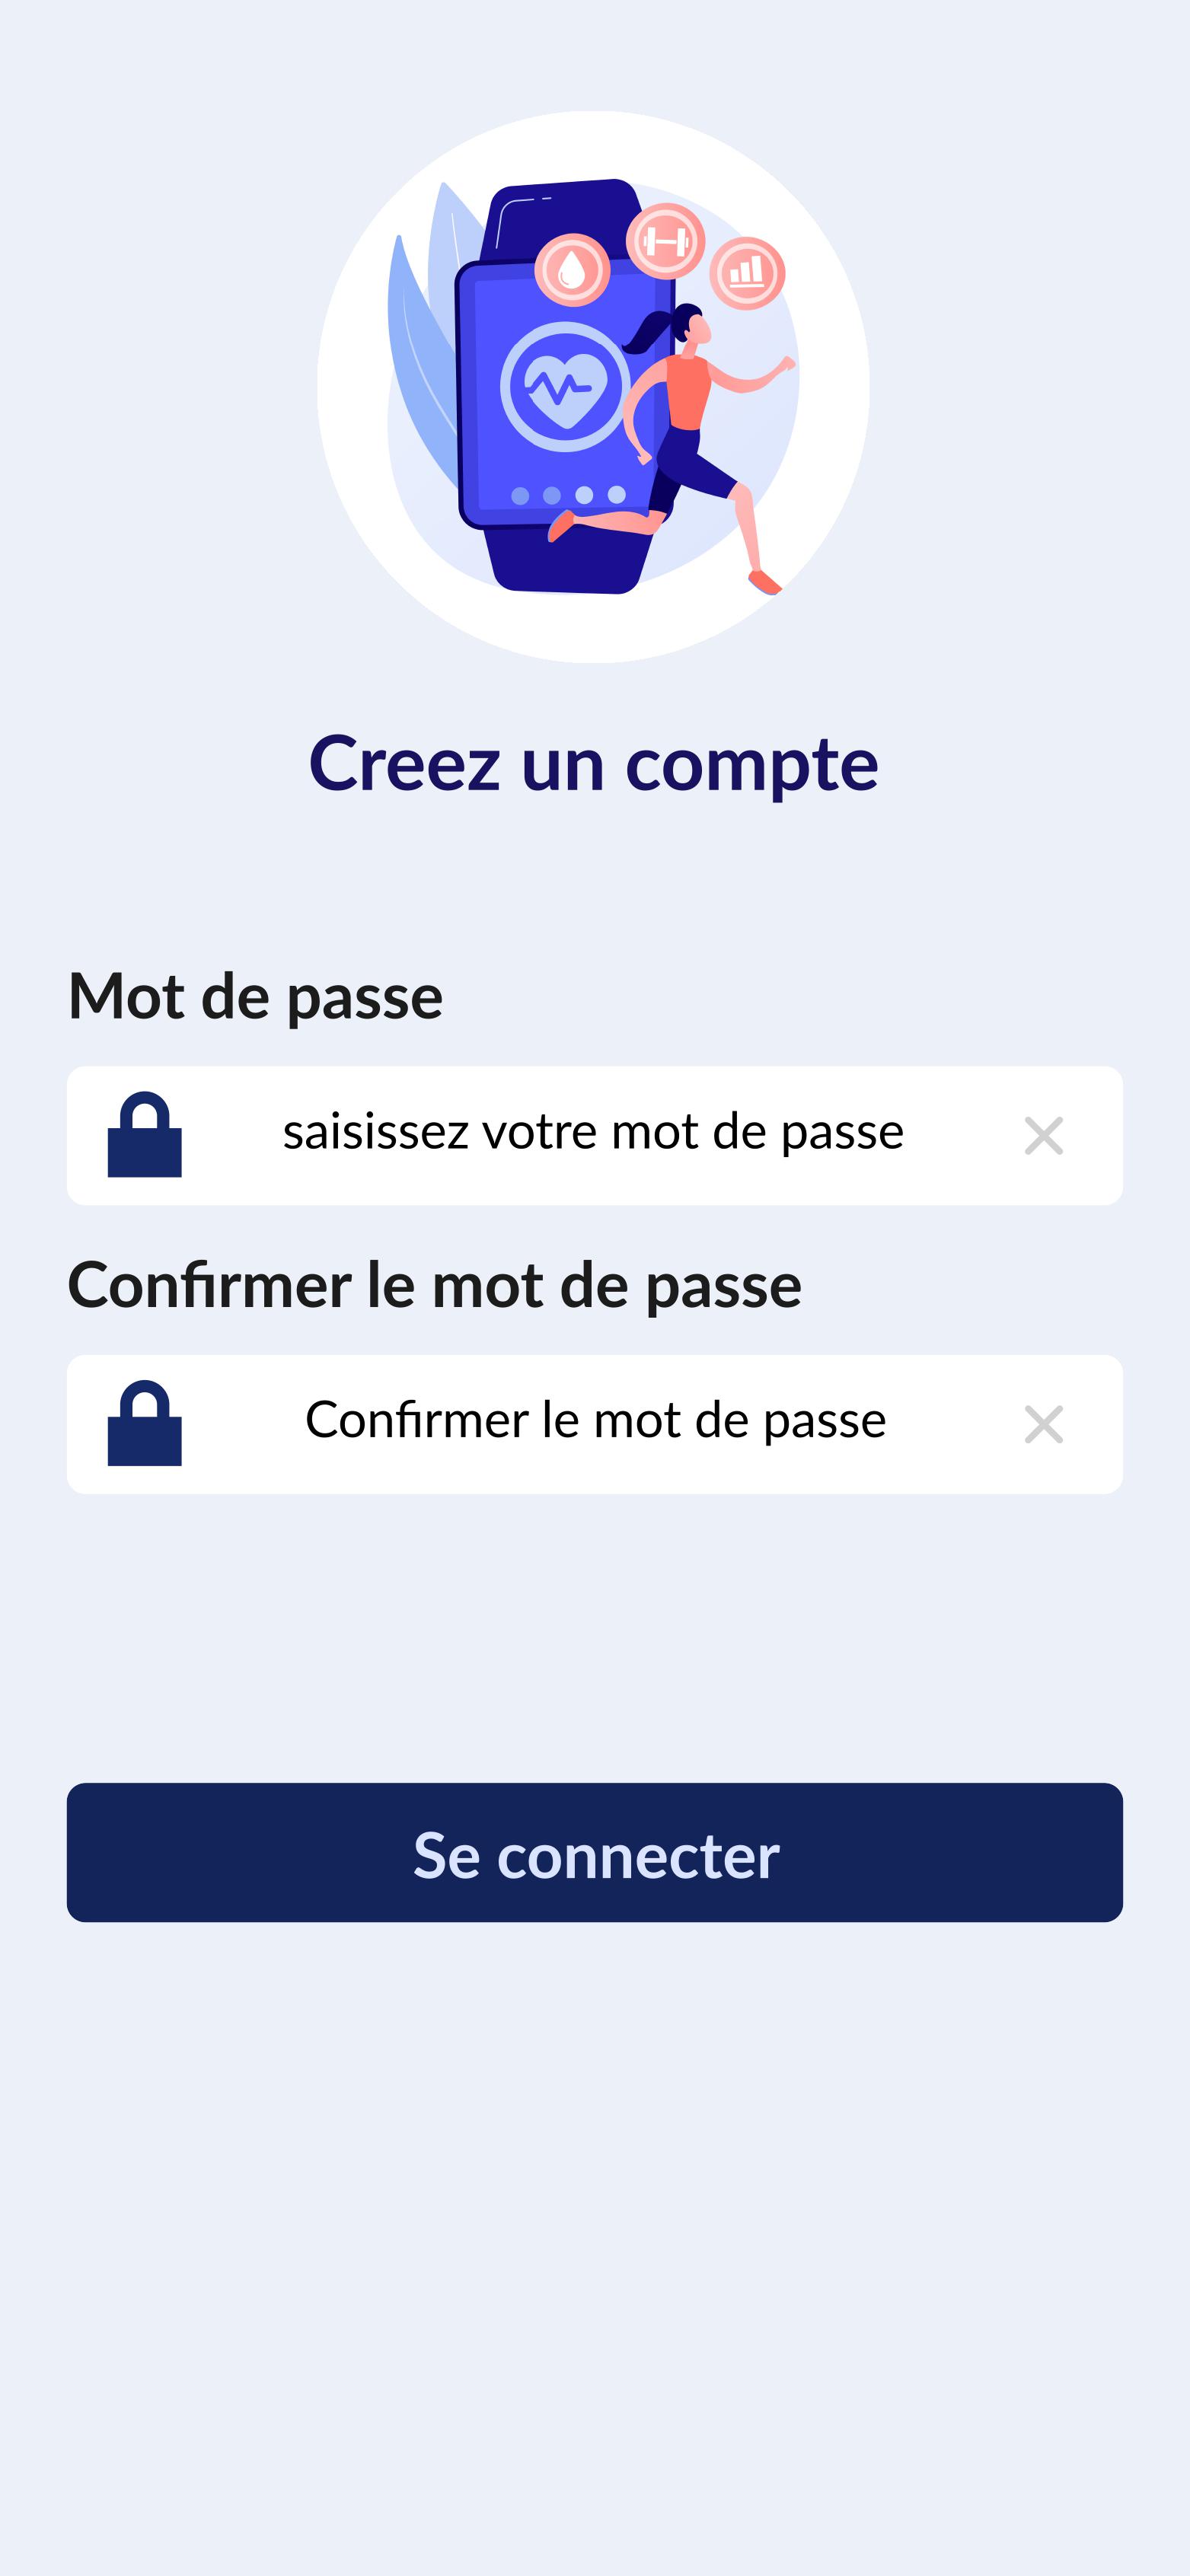 Creez un compte
Mot de passe
saisissez votre mot de passe
Confirmer le mot de passe
Confirmer le mot de passe
Se connecter